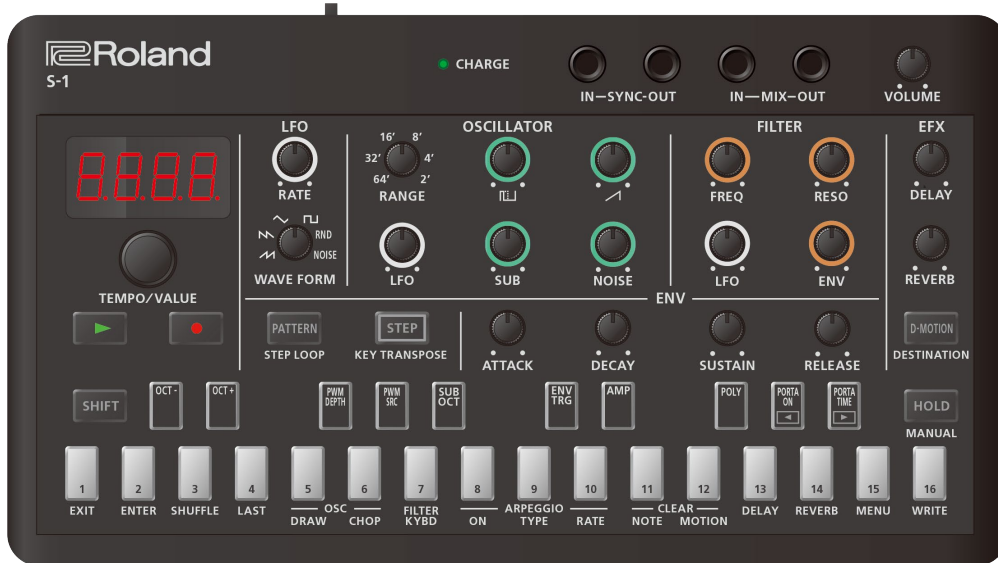 Roland
S-1
CHARGE
IN–SYNC-OUT
IN—MIX—OUT
VOLUME
LFO
OSCILLATOR
FILTER
EFX
8.8.8.8
16’ 8’
32’ 4’
64’ 2’
RATE
RANGE
FREQ
RESO
DELAY
RND
NOISE
WAVE FORM
LFO
SUB
NOISE
LFO
ENV
REVERB
TEMPO/VALUE
ENV
PATTERN
STEP
D-MOTION
STEP LOOP
KEY TRANSPOSE
ATTACK
DECAY
SUSTAIN
RELEASE
DESTINATION
SHIFT
OCT -
OCT +
PWM
DEPTH
PWM
SRC
SUB
OCT
ENV
TRG
AMP
POLY
PORTA
ON
PORTA
TIME
HOLD
MANUAL
1 2 3 4 5 6 7 8 9 10 11 12 13 14 15 16
EXIT
ENTER
SHUFFLE
LAST
OSC
DRAW
CHOP
FILTER
KYBD
ARPEGGIO
ON
TYPE
RATE
CLEAR
NOTE
MOTION
DELAY
REVERB
MENU
WRITE